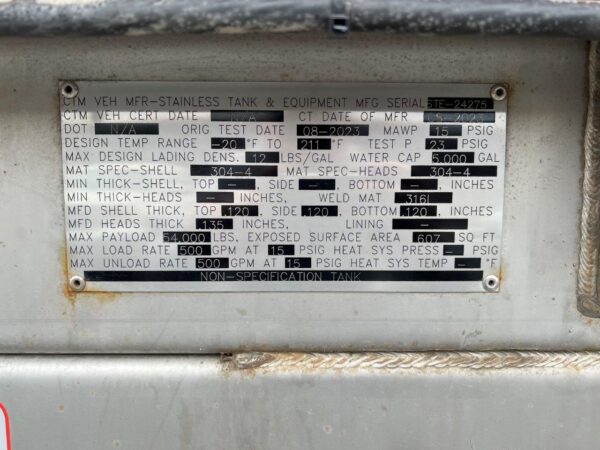 CTM VEH MFR-STAINLESS TANK & EQUIPMENT MFG SERIAL STE-24275
CTM VEH CERT DATE N/A CT DATE OF MFR 08-2023
DOT N/A ORIG TEST DATE 08-2023 MAWP 15 PSIG
DESIGN TEMP RANGE -20 °F TO 211 °F TEST P 23 PSIG
MAX DESIGN LADING DENS. 12 LBS/GAL WATER CAP 5,000 GAL
MAT SPEC-SHELL 304-4 MAT SPEC-HEADS 304-4
MIN THICK-SHELL, TOP -, SIDE -, BOTTOM -, INCHES
MIN THICK-HEADS - INCHES, WELD MAT 316L
MFD SHELL THICK, TOP .120, SIDE .120, BOTTOM .120, INCHES
MFD HEADS THICK. .135 INCHES, LINING -
MAX PAYLOAD 54,000 LBS, EXPOSED SURFACE AREA 607 SQ FT
MAX LOAD RATE 500 GPM AT 15 PSIG HEAT SYS PRESS - PSIG
MAX UNLOAD RATE 500 GPM AT 15 PSIG HEAT SYS TEMP - °F
NON-SPECIFICATION TANK